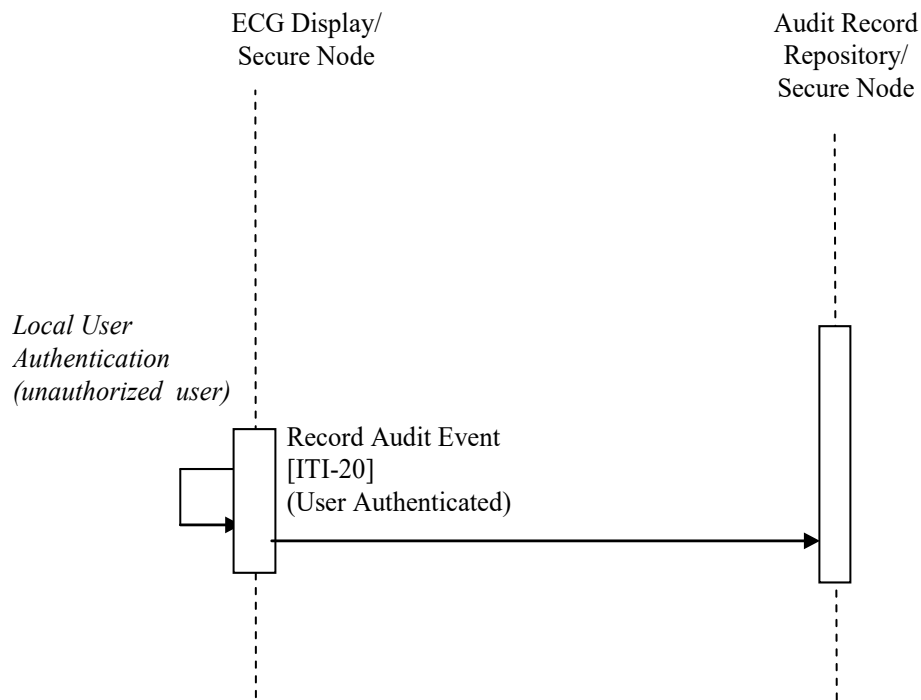 ECG Display/
Secure Node
Audit Record
Repository/
Secure Node
Local User
Authentication
(unauthorized user)
Record Audit Event
[ITI-20]
(User Authenticated)